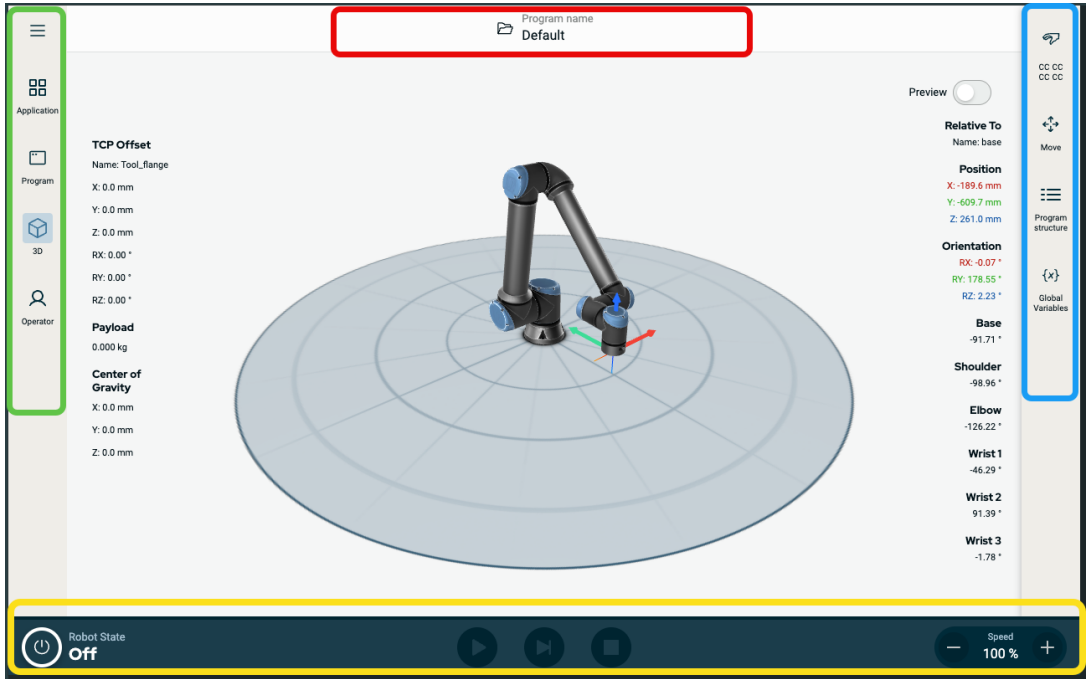 Program name
Default
Application
Program
3D
Operator
TCP Offset
Name: Tool_flange
X: 0.0 mm
Y: 0.0 mm
Z: 0.0 mm
RX: 0.00 °
RY: 0.00 °
RZ: 0.00 °
Payload
0.000 kg
Center of
Gravity
X: 0.0 mm
Y: 0.0 mm
Z: 0.0 mm
Preview
Relative To
Name: base
Position
X: -189.6 mm
Y: -609.7 mm
Z: 261.0 mm
Orientation
RX: -0.07 °
RY: 178.55 °
RZ: 2.23 °
Base
-91.71 °
Shoulder
-98.96 °
Elbow
-126.22 °
Wrist 1
-46.29 °
Wrist 2
91.39 °
Wrist 3
-1.78 °
CC CC
CC CC
Move
Program
structure
{x}
Global
Variables
Robot State
Off
Speed
100 %